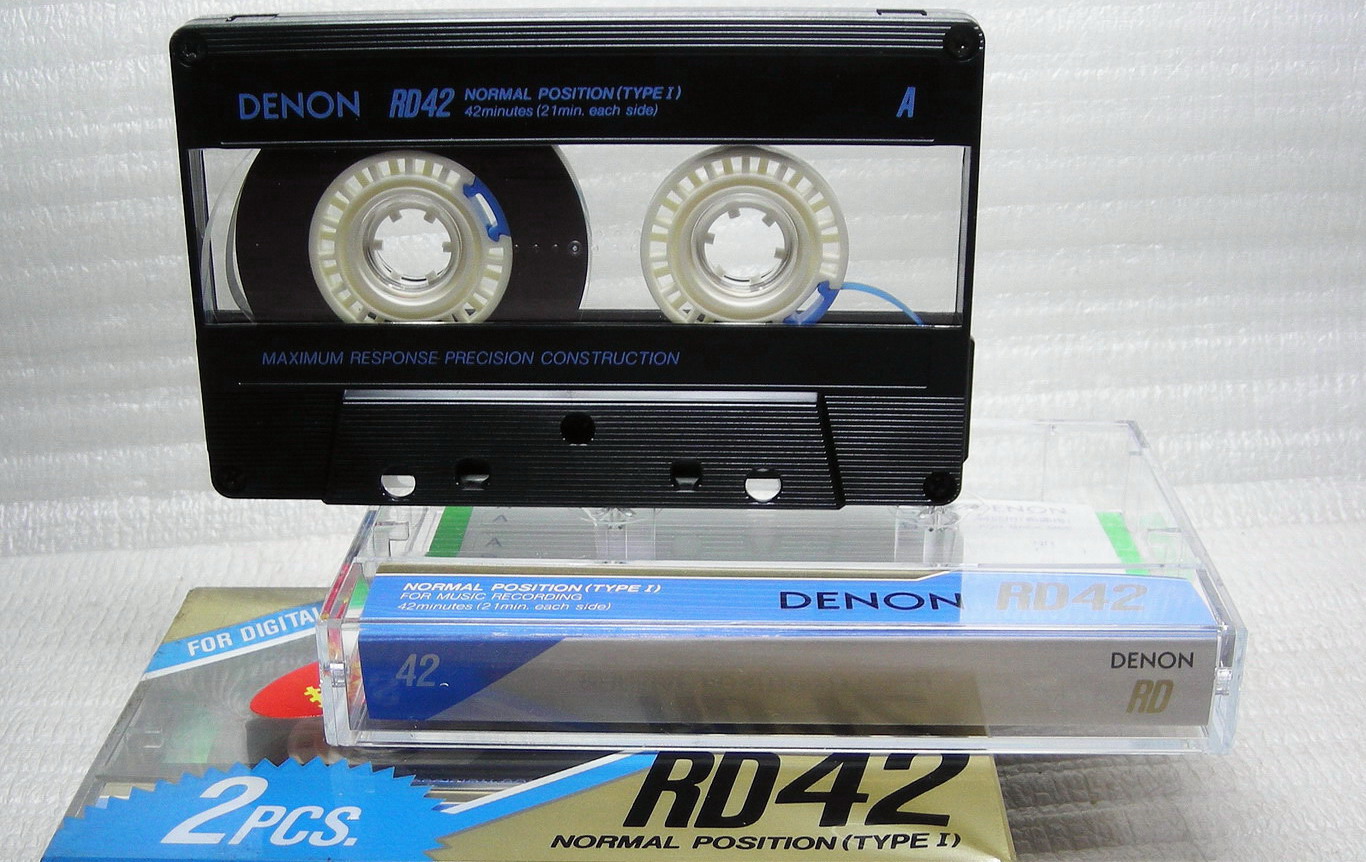 DENON RD42 NORMAL POSITION (TYPE I)
42minutes (21min. each side)
A
MAXIMUM RESPONSE PRECISION CONSTRUCTION
A
DENON
A
NORMAL POSITION (TYPE I)
FOR MUSIC RECORDING
42minutes (21min. each side)
DENON RD42
42
DENON
RD
FOR DIGITAL
2PCS.
RD42
NORMAL POSITION (TYPE I)